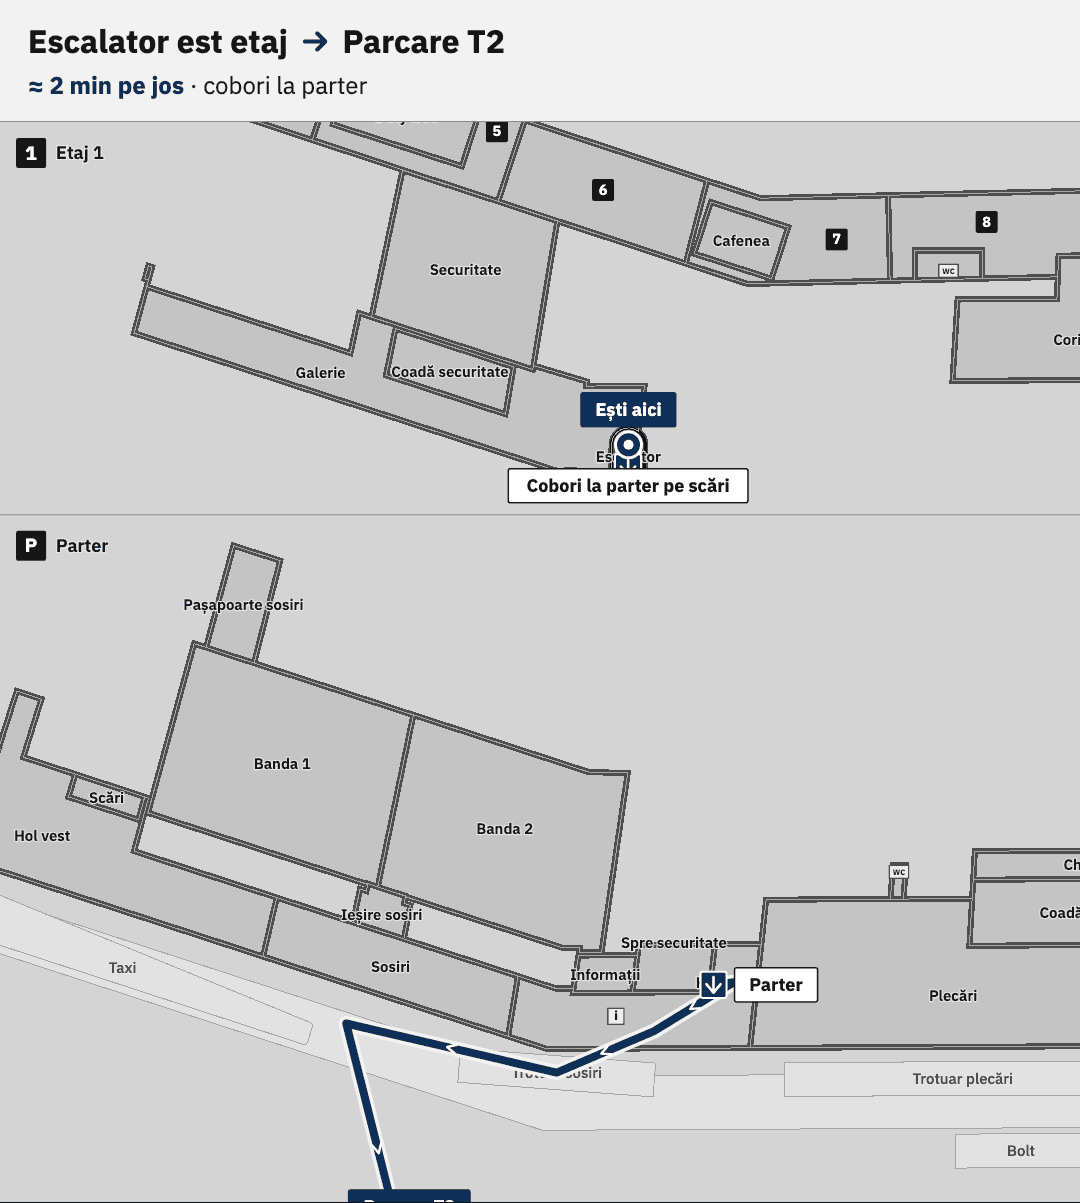 Escalator est etaj → Parcare T2
≈ 2 min pe jos · cobori la parter
1 Etaj 1
5
6
Cafenea
7
8
wc
Securitate
Galerie
Coadă securitate
Ești aici
Cobori la parter pe scări
P Parter
Pașapoarte sosiri
Banda 1
Banda 2
Scări
Hol vest
Ieșire sosiri
Sosiri
Taxi
Spre securitate
Informații
i
wc
Parter
Plecări
sosiri
Trotuar plecări
Bolt